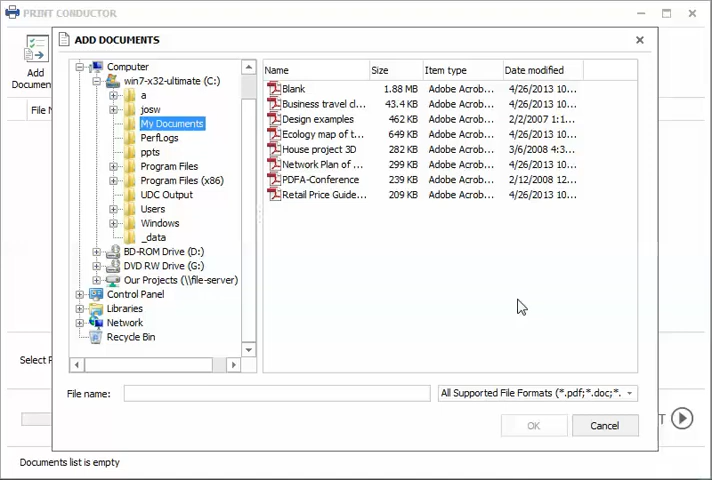 PRINT CONDUCTOR
ADD DOCUMENTS
Add
Documen
File N
Computer
win7-x32-ultimate (C:)
a
josw
My Documents
PerfLogs
ppts
Program Files
Program Files (x86)
UDC Output
Users
Windows
_data
BD-ROM Drive (D:)
DVD RW Drive (G:)
Our Projects (\\file-server)
Control Panel
Libraries
Network
Recycle Bin
Name Size Item type Date modified
Blank 1.88 MB Adobe Acrob... 4/26/2013 10...
Business travel d... 43.4 KB Adobe Acrob... 4/26/2013 10...
Design examples 462 KB Adobe Acrob... 2/2/2007 1:1...
Ecology map of t... 649 KB Adobe Acrob... 4/26/2013 10...
House project 3D 282 KB Adobe Acrob... 3/6/2008 4:3...
Network Plan of ... 299 KB Adobe Acrob... 4/26/2013 10...
PDFA-Conference 239 KB Adobe Acrob... 2/12/2008 12...
Retail Price Guide... 209 KB Adobe Acrob... 4/26/2013 10...
Select P
File name:
All Supported File Formats (*.pdf;*.doc;*.
OK Cancel
T
Documents list is empty